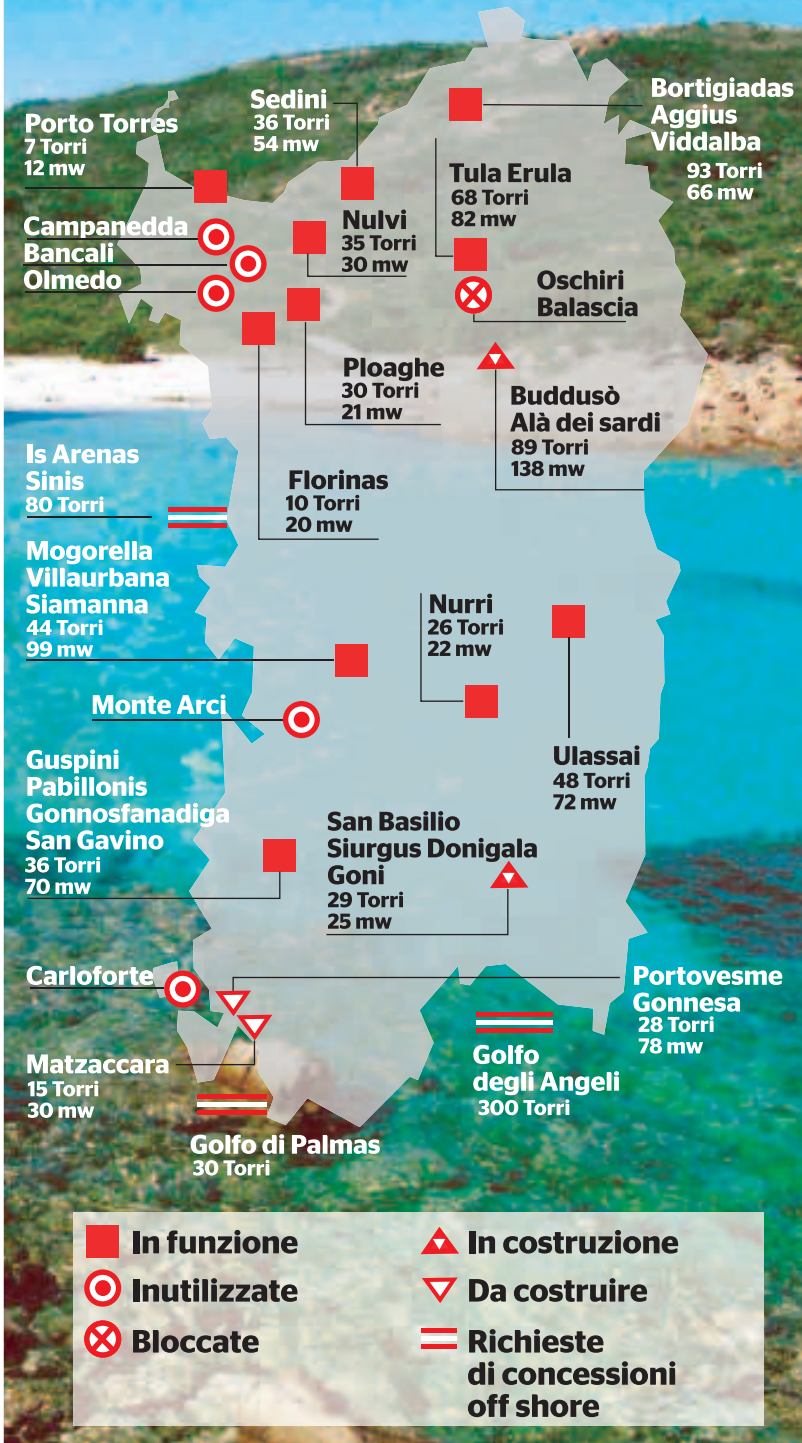 Sedini
36 Torri
54 mw
Bortigiadas
Aggius
Viddalba
93 Torri
66 mw
Porto Torres
7 Torri
12 mw
Tula Erula
68 Torri
82 mw
Campanedda
Bancali
Olmedo
Nulvi
35 Torri
30 mw
Oschiri
Balascia
Ploaghe
30 Torri
21 mw
Buddusò
Alà dei sardi
89 Torri
138 mw
Is Arenas
Sinis
80 Torri
Florinas
10 Torri
20 mw
Mogorella
Villaurbana
Siamanna
44 Torri
99 mw
Nurri
26 Torri
22 mw
Monte Arci
Ulassai
48 Torri
72 mw
Guspini
Pabillonis
Gonnosfanadiga
San Gavino
36 Torri
70 mw
San Basilio
Siurgus Donigala
Goni
29 Torri
25 mw
Carloforte
Portovesme
Gonnesa
28 Torri
78 mw
Matzaccara
15 Torri
30 mw
Golfo
degli Angeli
300 Torri
Golfo di Palmas
30 Torri
In funzione
Inutilizzate
Bloccate
In costruzione
Da costruire
Richieste
di concessioni
off shore